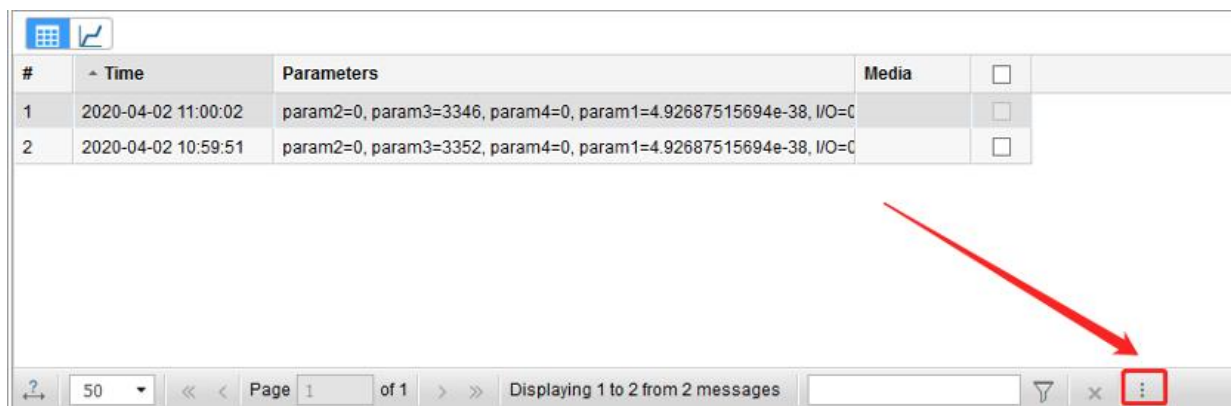 # Time Parameters Media
1 2020-04-02 11:00:02 param2=0, param3=3346, param4=0, param1=4.92687515694e-38, I/O=0
2 2020-04-02 10:59:51 param2=0, param3=3352, param4=0, param1=4.92687515694e-38, I/O=0
? 50 « < Page 1 of 1 > » Displaying 1 to 2 from 2 messages